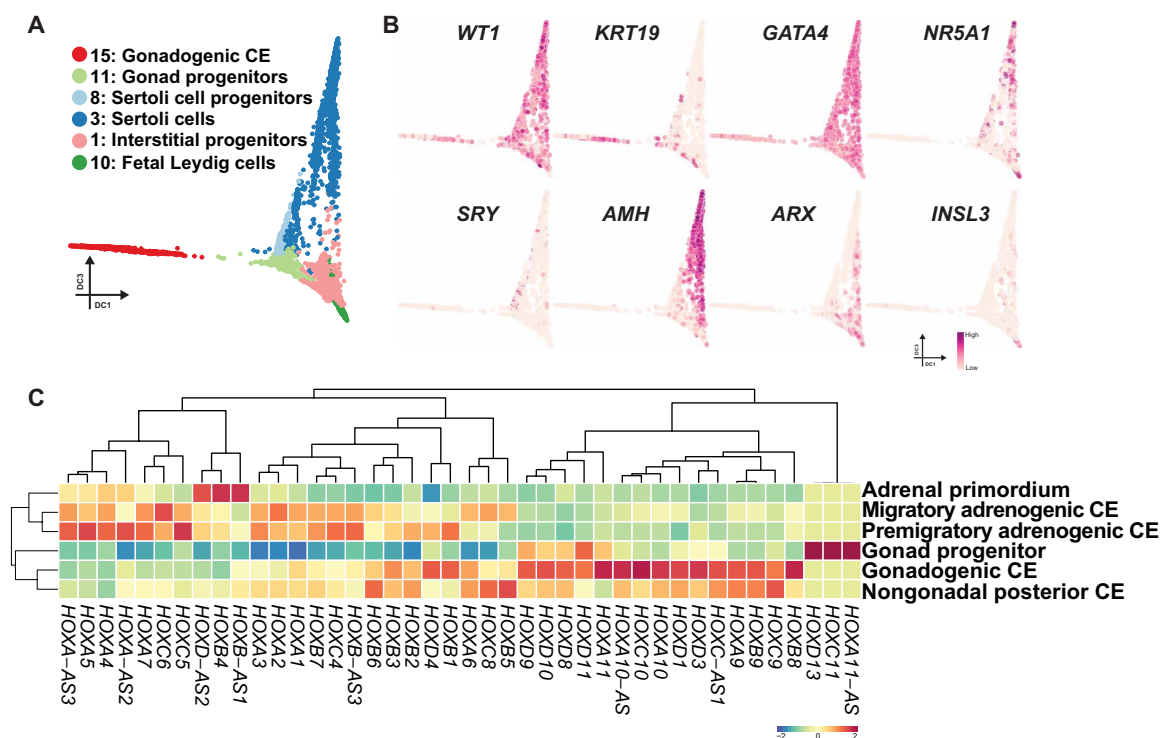 A
15: Gonadogenic CE
11: Gonad progenitors
8: Sertoli cell progenitors
3: Sertoli cells
1: Interstitial progenitors
10: Fetal Leydig cells
DC3
DC1
B
WT1
KRT19
GATA4
NR5A1
SRY
AMH
ARX
INSL3
DC3
DC1
High
Low
C
Adrenal primordium
Migratory adrenogenic CE
Premigratory adrenogenic CE
Gonad progenitor
Gonadogenic CE
Nongonadal posterior CE
HOXA−AS3
HOXA5
HOXA4
HOXA−AS2
HOXA7
HOXC6
HOXC5
HOXD−AS2
HOXB4
HOXB−AS1
HOXA3
HOXA2
HOXA1
HOXB7
HOXC4
HOXB−AS3
HOXB6
HOXB3
HOXB2
HOXD4
HOXB1
HOXA6
HOXC8
HOXB5
HOXD9
HOXD10
HOXD8
HOXD11
HOXA11
HOXA10−AS
HOXC10
HOXA10
HOXD1
HOXD3
HOXC−AS1
HOXA9
HOXB9
HOXC9
HOXB8
HOXD13
HOXC11
HOXA11−AS
−2
0
2